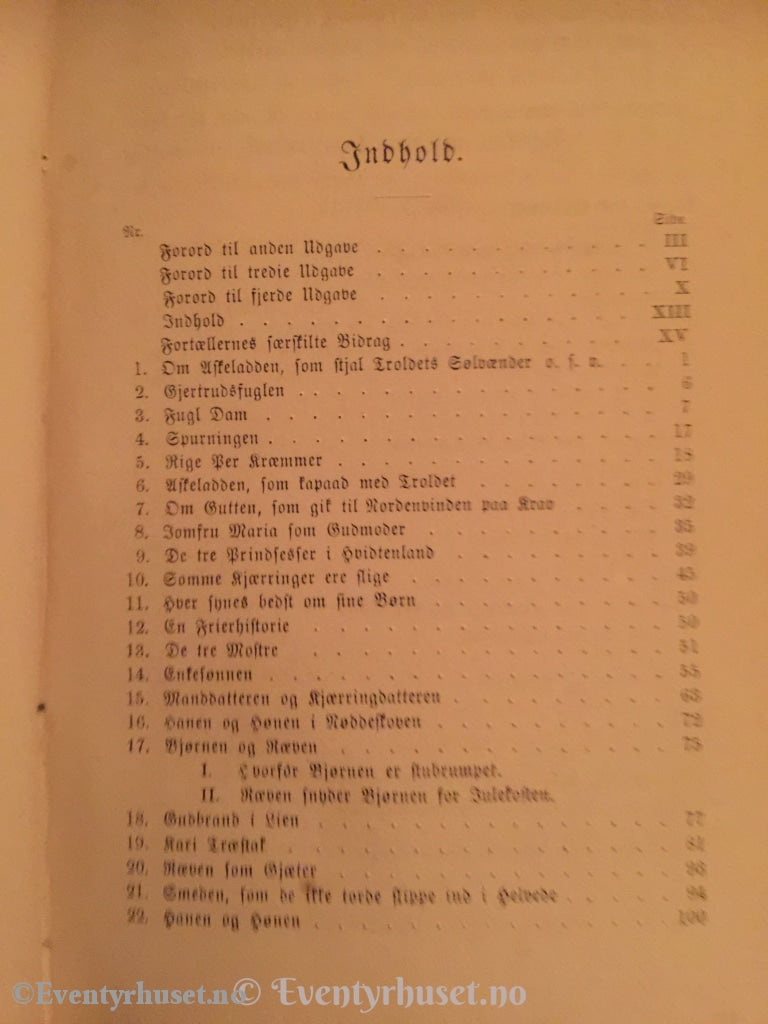 Indhold.
Nr. Side.
Forord til anden Udgave . . . . . . . . . . . . III
Forord til tredie Udgave . . . . . . . . . . . . VI
Forord til fjerde Udgave . . . . . . . . . . . . X
Indhold . . . . . . . . . . . . . . . . . XIII
Fortællernes særskilte Bidrag . . . . . . . . . . . XV
1. Om Askeladden, som stjal Troldets Sølvænder o. s. v. . . . 1
2. Gjertrudsfuglen . . . . . . . . . . . . . . . 6
3. Fugl Dam . . . . . . . . . . . . . . . . 7
4. Spurningen . . . . . . . . . . . . . . . . 17
5. Rige Per Kræmmer . . . . . . . . . . . . . 18
6. Askeladden, som kapaad med Troldet . . . . . . . . 29
7. Om Gutten, som gik til Nordenvinden paa Krav . . . . 32
8. Jomfru Maria som Gudmoder . . . . . . . . . . 35
9. De tre Prindsesser i Hvidtenland . . . . . . . . . 39
10. Somme Kjærringer ere slige . . . . . . . . . . . 45
11. Hver synes bedst om sine Børn . . . . . . . . . 50
12. En Frierhistorie . . . . . . . . . . . . . . 50
13. De tre Mostre . . . . . . . . . . . . . . 51
14. Enkesønnen . . . . . . . . . . . . . . . . 55
15. Manddatteren og Kjærringdatteren . . . . . . . . . 63
16. Hanen og Hønen i Nøddeskoven . . . . . . . . . 72
17. Bjørnen og Ræven . . . . . . . . . . . . . 75
I. Hvorfor Bjørnen er stubrumpet.
II. Ræven snyder Bjørnen for Julekosten.
18. Gudbrand i Lien . . . . . . . . . . . . . . 77
19. Kari Træstak . . . . . . . . . . . . . . . 81
20. Ræven som Gjæter . . . . . . . . . . . . . 93
21. Smeden, som de ikke torde slippe ind i Helvede . . . . . 94
22. Hanen og Hønen . . . . . . . . . . . . . . 100
©Eventyrhuset.no © Eventyrhuset.no